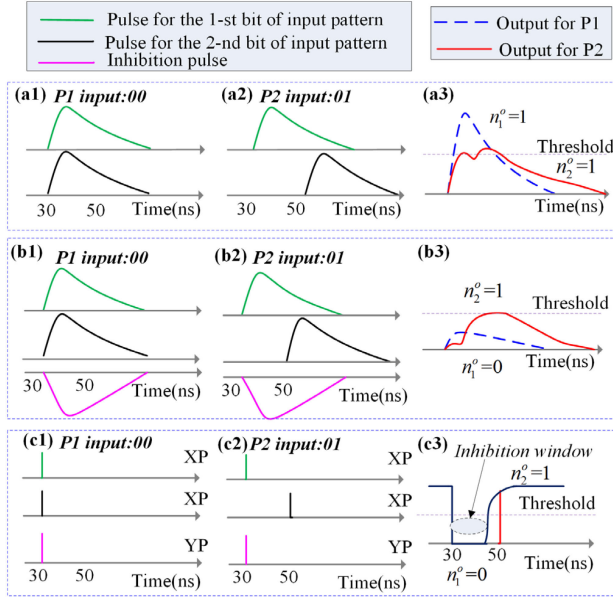 Pulse for the 1-st bit of input pattern
Pulse for the 2-nd bit of input pattern
Inhibition pulse
Output for P1
Output for P2
(a1) P1 input:00
(a2) P2 input:01
(a3)
n₁ᵒ=1
Threshold
n₂ᵒ=1
30 50 Time(ns)
Time(ns)
Time(ns)
(b1) P1 input:00
(b2) P2 input:01
(b3)
n₂ᵒ=1
Threshold
n₁ᵒ=0
Time(ns)
30 50 Time(ns)
30 50 Time(ns)
(c1) P1 input:00
(c2) P2 input:01
(c3)
Inhibition window
n₂ᵒ=1
XP
XP
Threshold
XP
XP
YP
YP
30 50 Time(ns)
30 50 Time(ns)
30 50 Time(ns)
n₁ᵒ=0